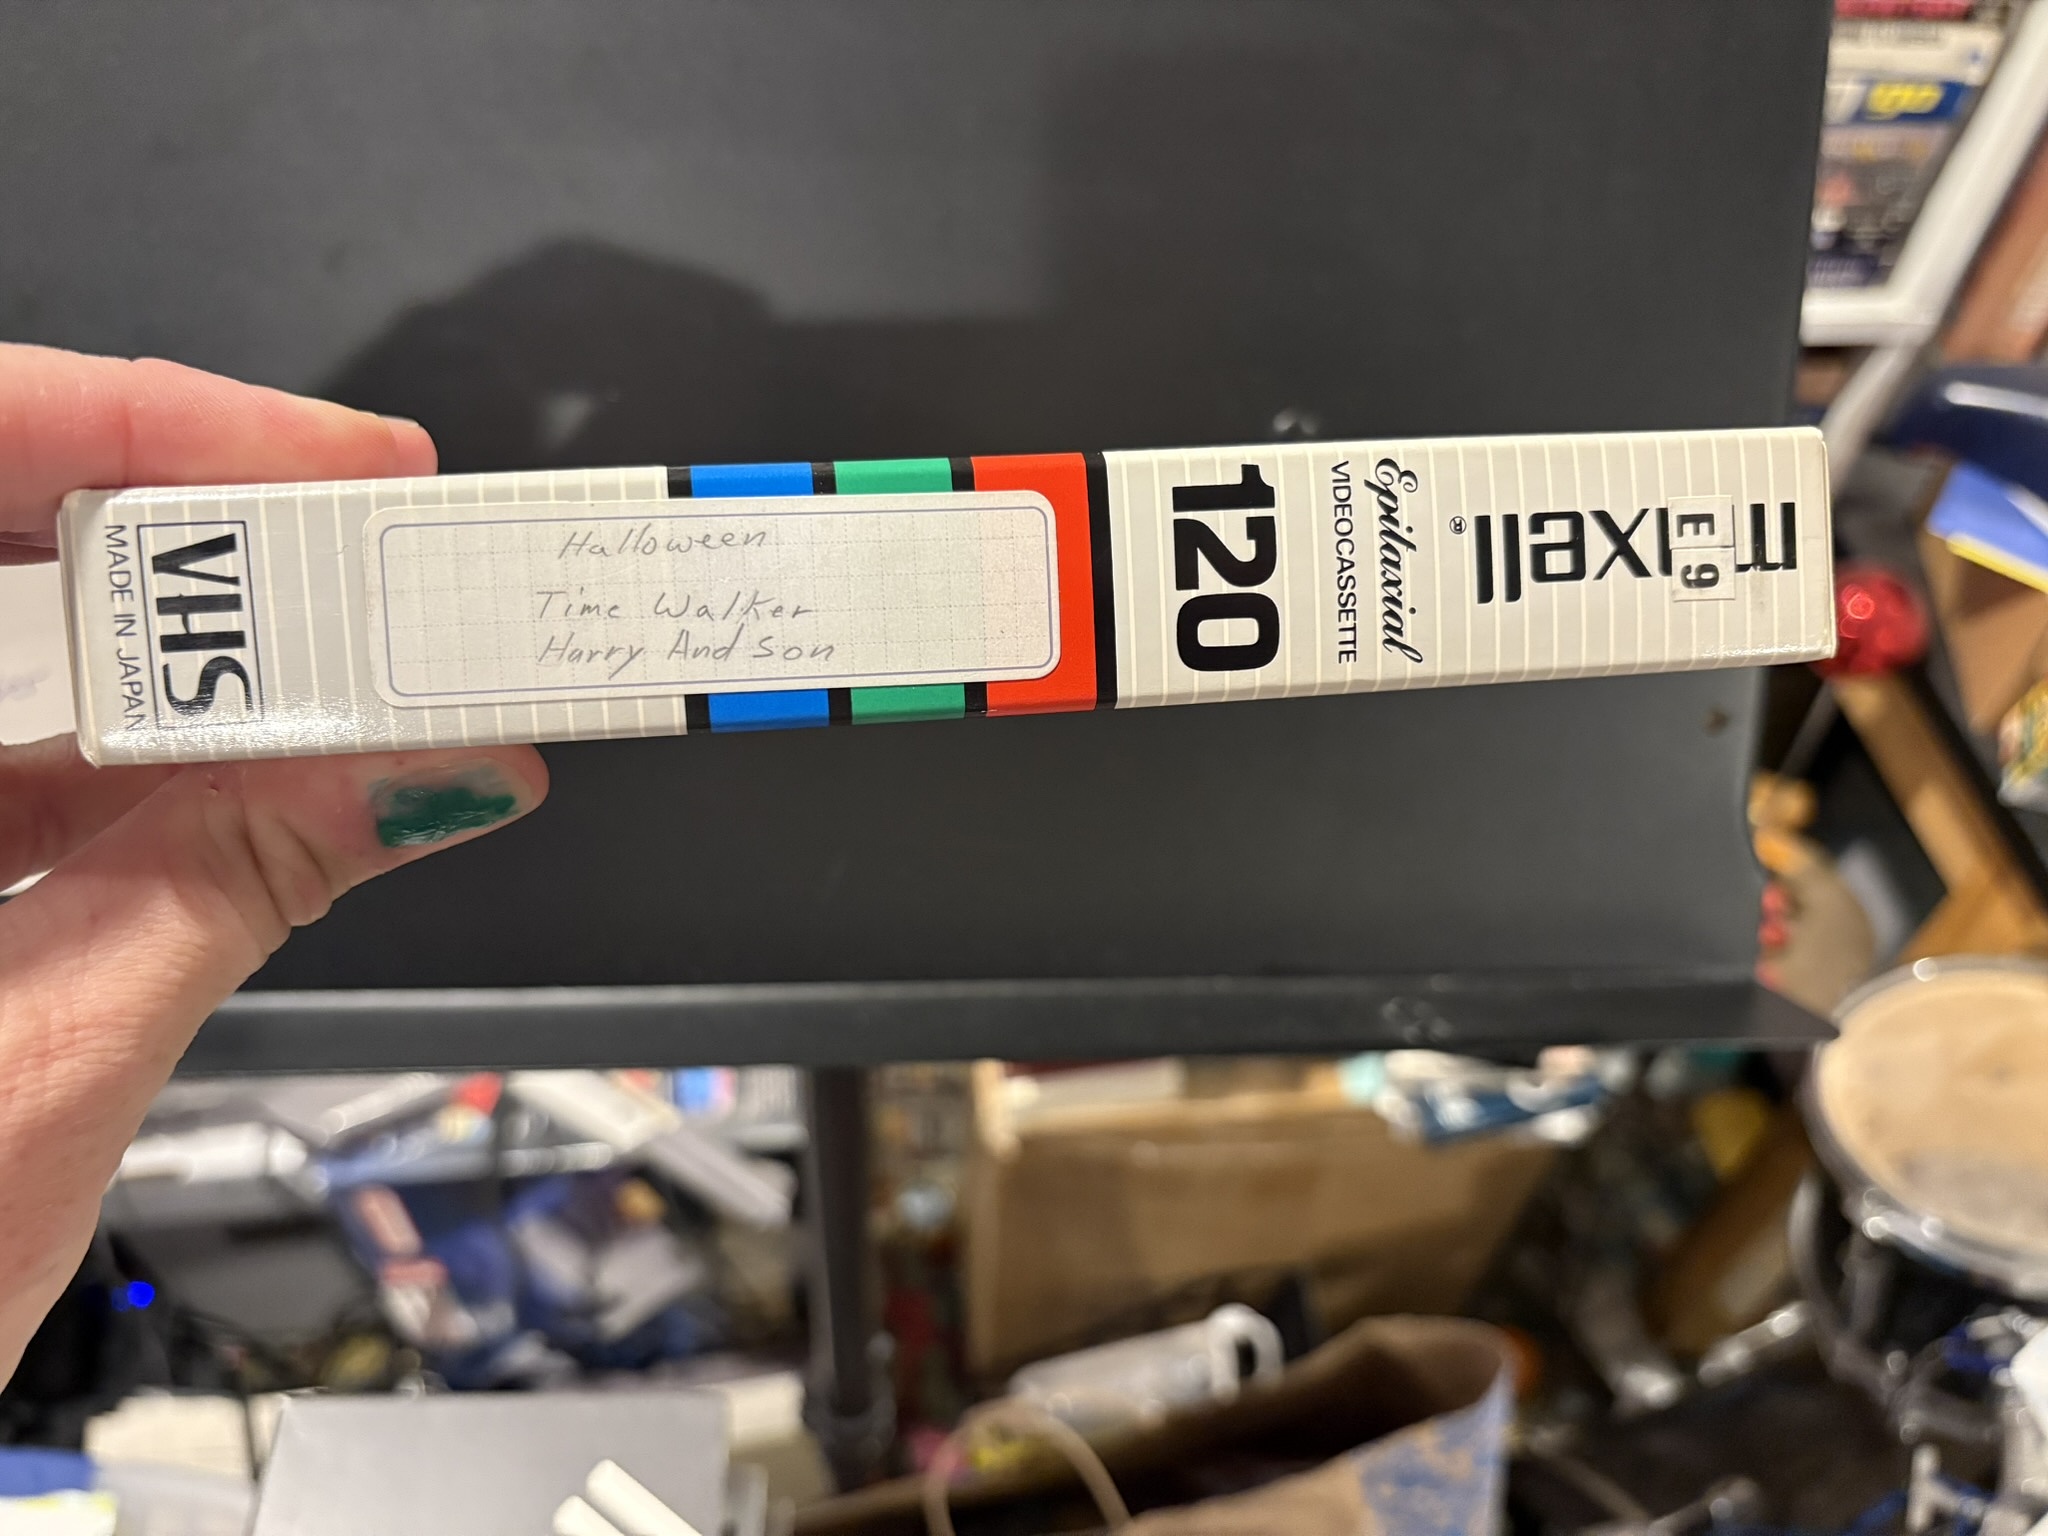 VHS
MADE IN JAPAN
Halloween
Time Walker
Harry And Son
120
Epitaxial
VIDEOCASSETTE
maxell®
E 9